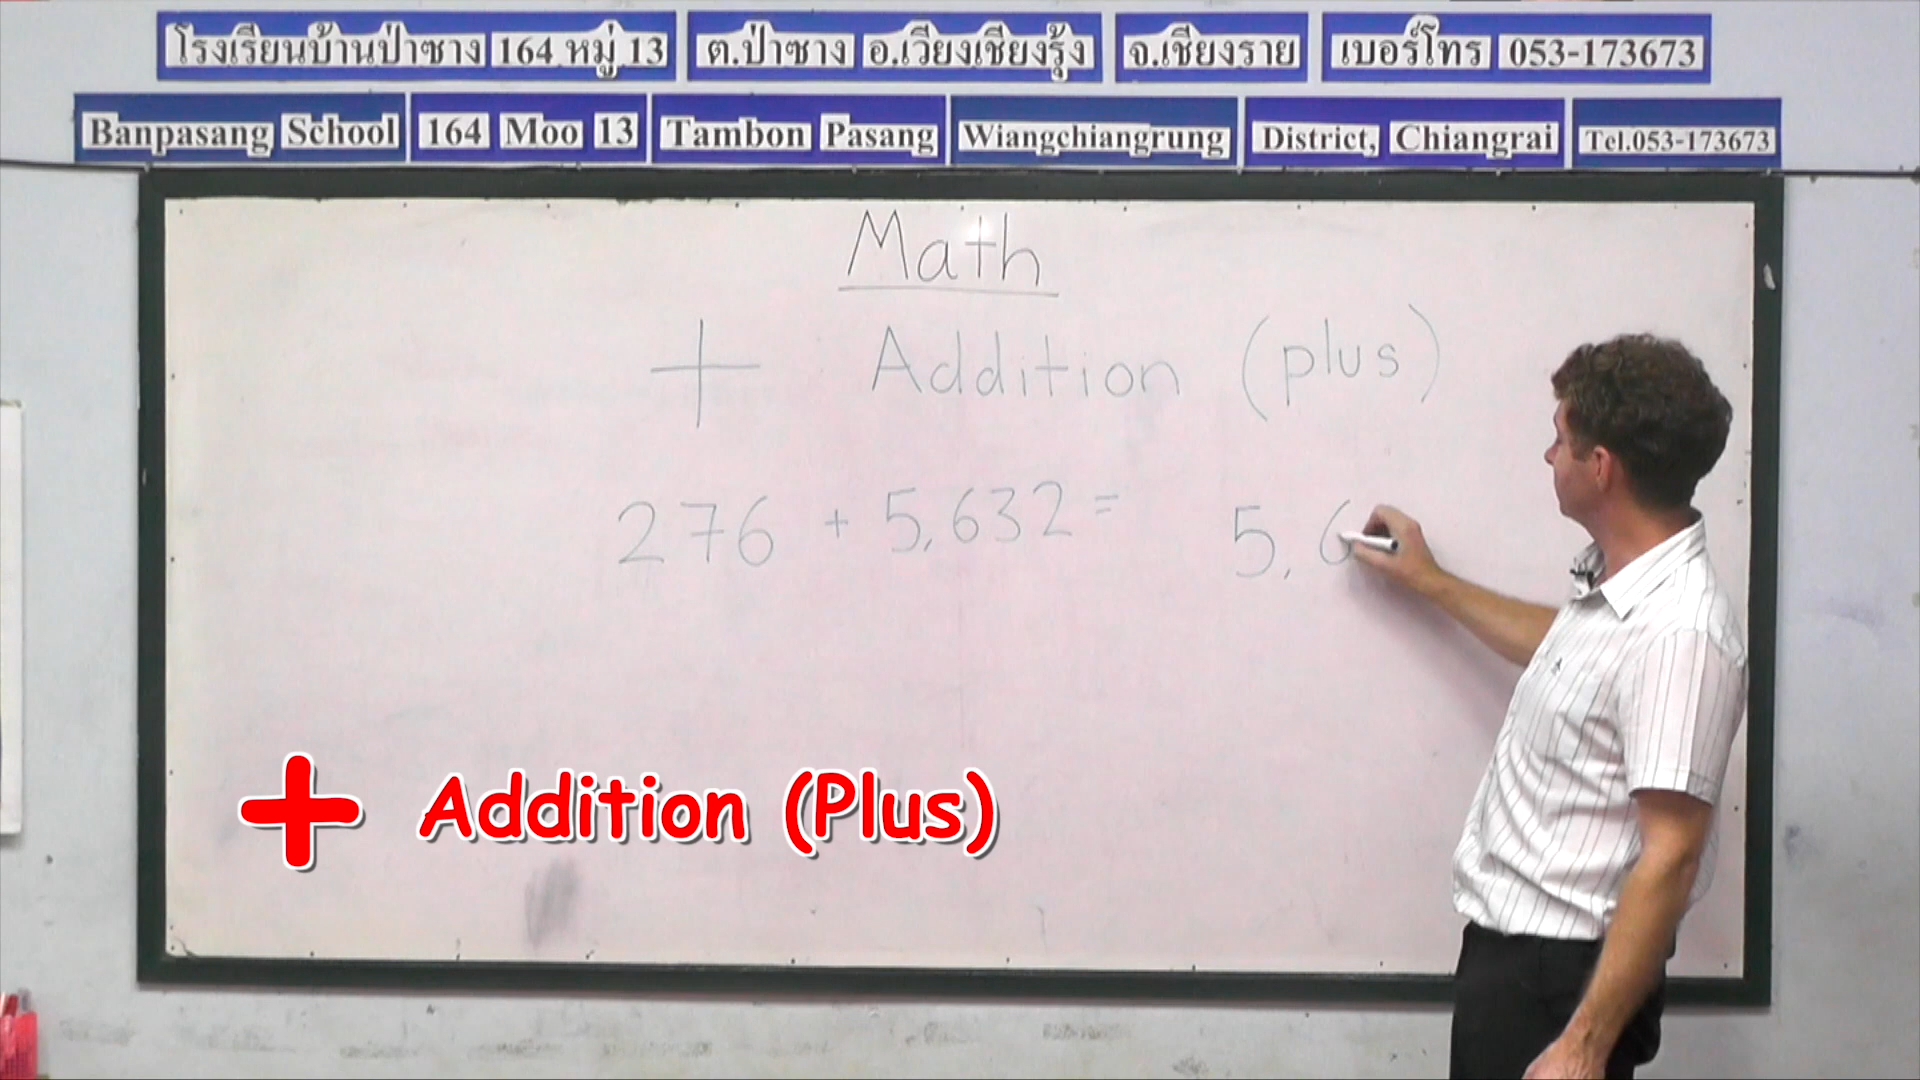 โรงเรียนบ้านป่าซาง 164 หมู่ 13 ต.ป่าซาง อ.เวียงเชียงรุ้ง จ.เชียงราย เบอร์โทร 053-173673
Banpasang School 164 Moo 13 Tambon Pasang Wiangchiangrung District, Chiangrai Tel.053-173673
Math
+ Addition (plus)
276 + 5,632 = 5,6
+ Addition (Plus)